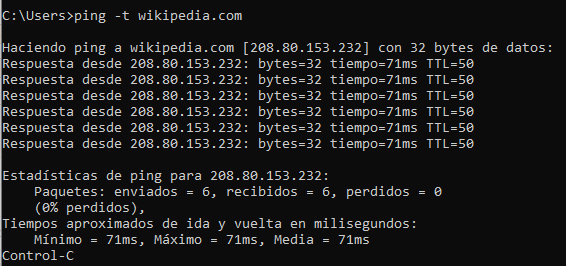 C:\Users>ping -t wikipedia.com
Haciendo ping a wikipedia.com [208.80.153.232] con 32 bytes de datos:
Respuesta desde 208.80.153.232: bytes=32 tiempo=71ms TTL=50
Respuesta desde 208.80.153.232: bytes=32 tiempo=71ms TTL=50
Respuesta desde 208.80.153.232: bytes=32 tiempo=71ms TTL=50
Respuesta desde 208.80.153.232: bytes=32 tiempo=71ms TTL=50
Respuesta desde 208.80.153.232: bytes=32 tiempo=71ms TTL=50
Respuesta desde 208.80.153.232: bytes=32 tiempo=71ms TTL=50
Estadísticas de ping para 208.80.153.232:
Paquetes: enviados = 6, recibidos = 6, perdidos = 0
(0% perdidos),
Tiempos aproximados de ida y vuelta en milisegundos:
Mínimo = 71ms, Máximo = 71ms, Media = 71ms
Control-C